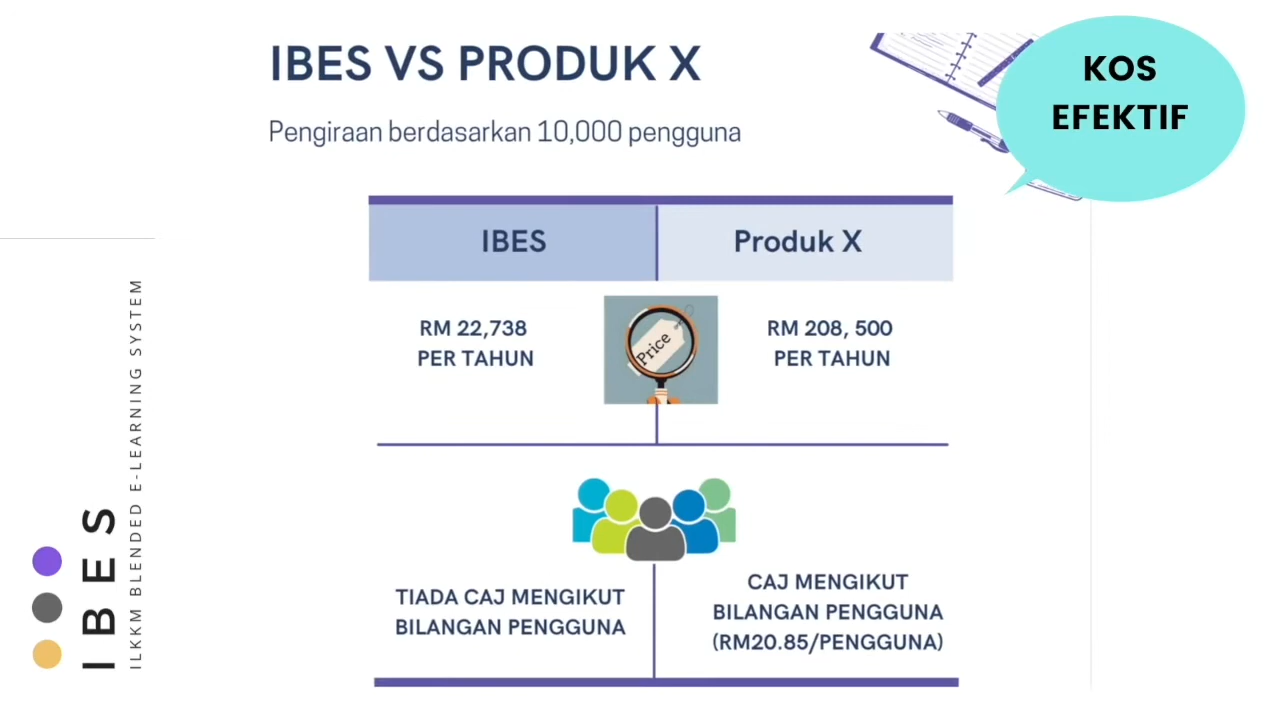 IBES VS PRODUK X
KOS
EFEKTIF
Pengiraan berdasarkan 10,000 pengguna
IBES
Produk X
RM 22,738
PER TAHUN
Price
RM 208, 500
PER TAHUN
TIADA CAJ MENGIKUT
BILANGAN PENGGUNA
CAJ MENGIKUT
BILANGAN PENGGUNA
(RM20.85/PENGGUNA)
IBES
ILKKM BLENDED E-LEARNING SYSTEM